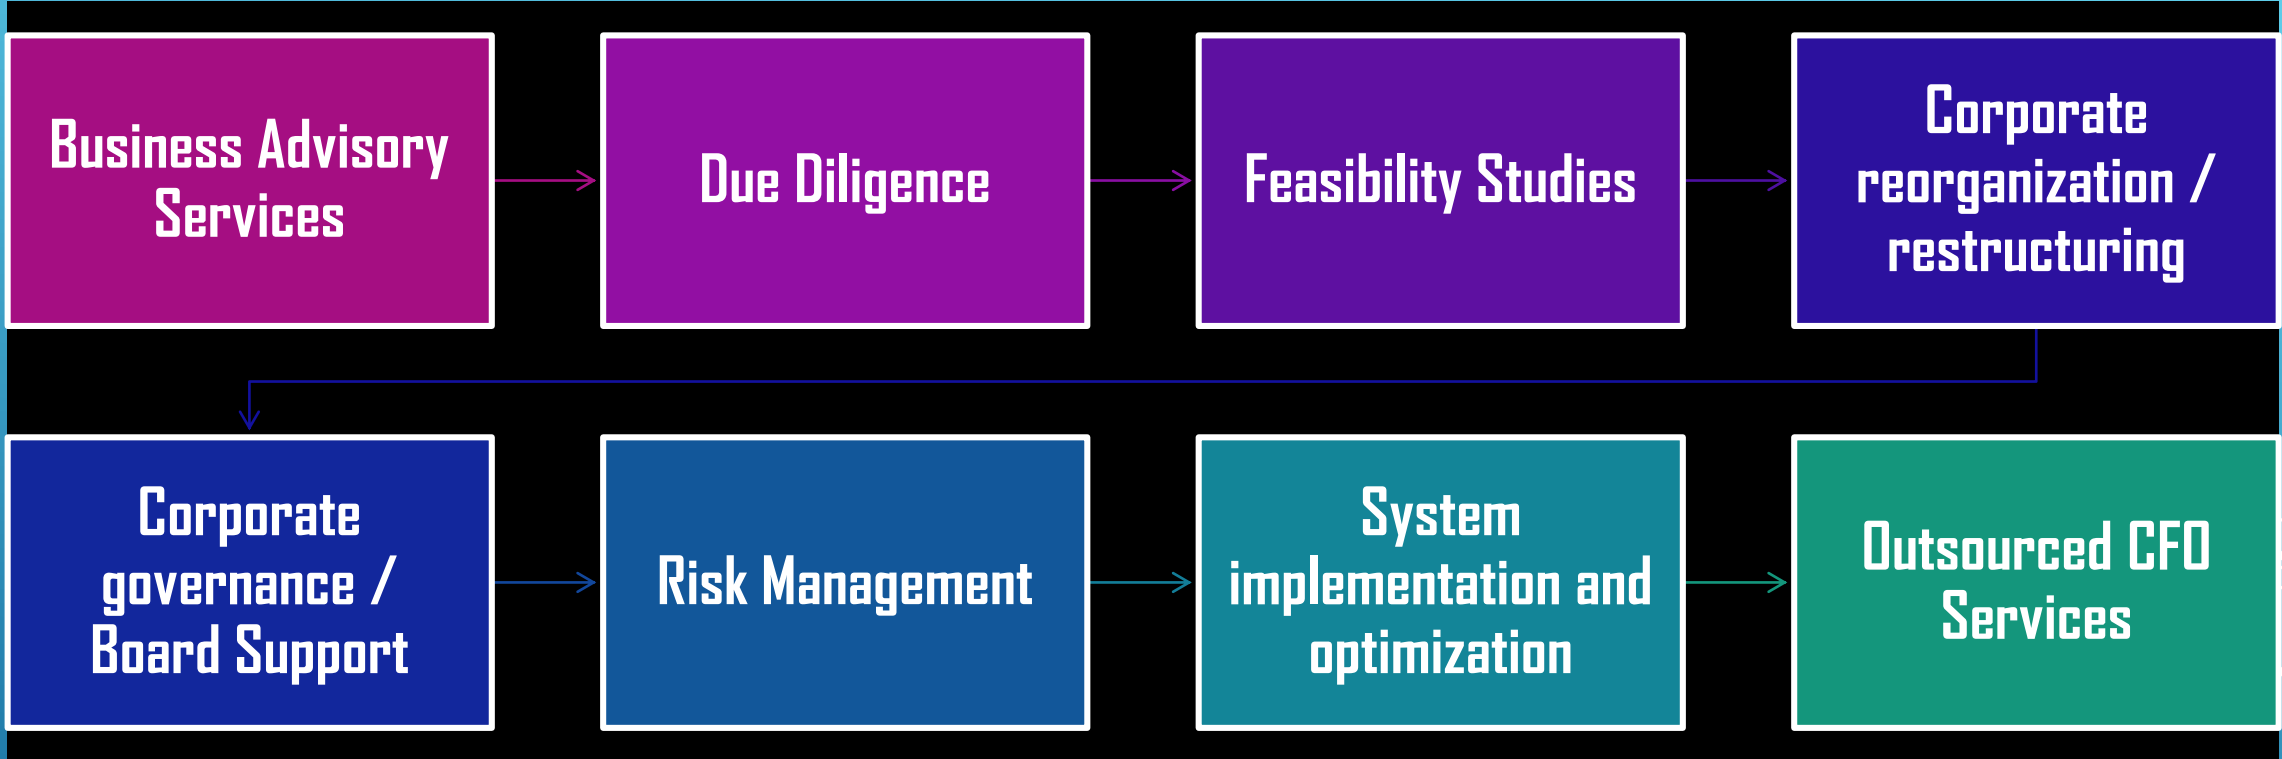 Business Advisory
Services
Due Diligence
Feasibility Studies
Corporate
reorganization /
restructuring
Corporate
governance /
Board Support
Risk Management
System
implementation and
optimization
Outsourced CFO
Services